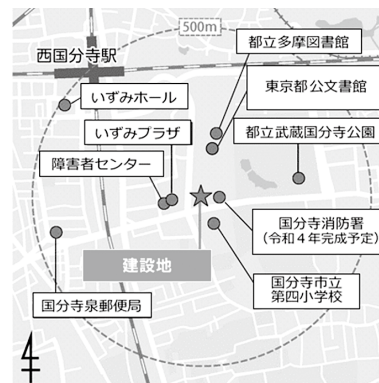 500m
西国分寺駅
都立多摩図書館
東京都公文書館
いずみホール
いずみプラザ
都立武蔵国分寺公園
障害者センター
国分寺消防署
（令和４年完成予定）
建設地
国分寺市立
第四小学校
国分寺泉郵便局